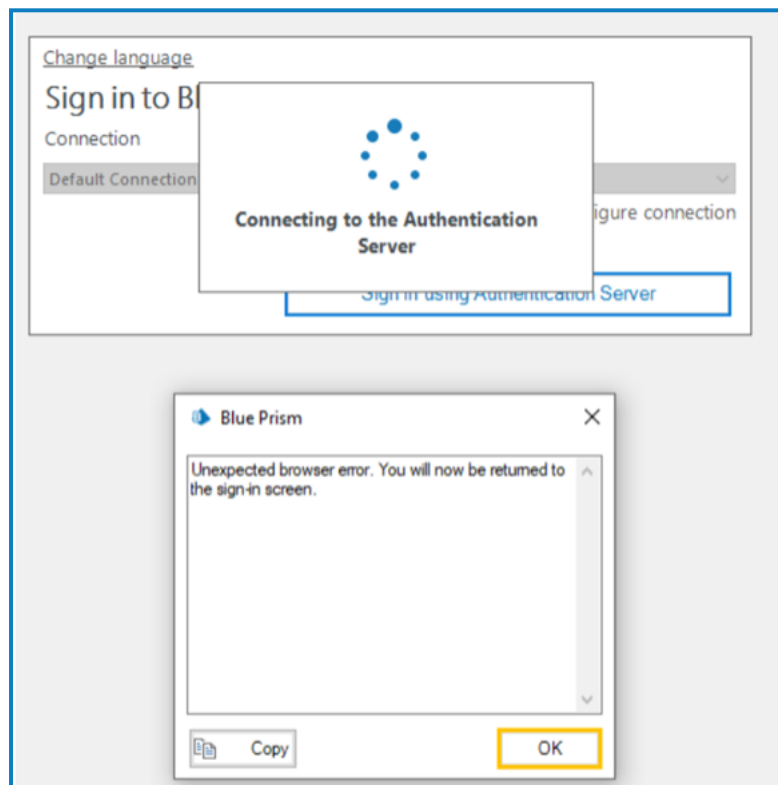 Change language
Sign in to Bl
Connection
Default Connection
Connecting to the Authentication
Server
igure connection
Sign in using Authentication Server
Blue Prism
Unexpected browser error. You will now be returned to
the sign-in screen.
Copy
OK